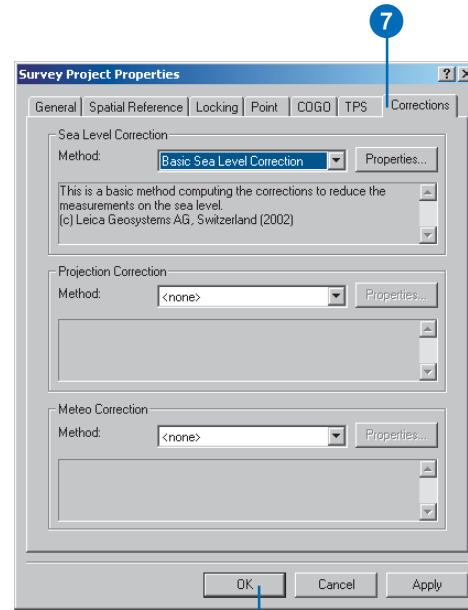 7
Survey Project Properties
General Spatial Reference Locking Point COGO TPS Corrections
Sea Level Correction
Method: Basic Sea Level Correction Properties...
This is a basic method computing the corrections to reduce the
measurements on the sea level.
(c) Leica Geosystems AG, Switzerland (2002)
Projection Correction
Method: <none> Properties...
Meteo Correction
Method: <none> Properties...
OK Cancel Apply